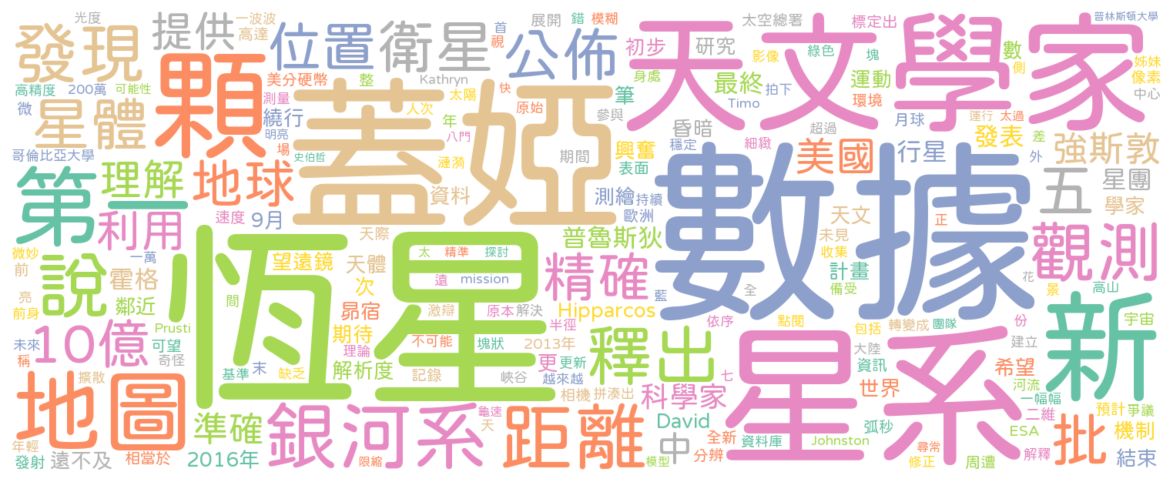 光度 一波波 首 錯 模糊 展開 太空總署 標定出 普林斯頓大學
發現 提供 高達 位置 衛星 視 公佈 初步 研究 天文學家 影像 綠色 塊 數 側 姊妹
高精度 200萬 可能性 美分硬幣 整 Kathryn 快 身處 最終 運動 像素
微 顆 測量 人次 太陽 原始 筆 Timo 拍下 環境 中心
星體 繞行 年 蓋婭 參與 昏暗 超過 月球 運行 太過 發表 差 強斯敦
哥倫比亞大學 明亮 八門 場 史伯哲 漣漪 期間 興奮 穩定 細緻 美國 行星 外
第一 理解 地球 資料 表面 測繪 持續 數據 五 星團
利用 速度 9月 天際 歐洲 天文 未見 正 學家
微妙 一萬 太 精準 探討 普魯斯狄 收集 觀測
前 說 霍格 望遠鏡 天體 遠 mission 精確 計畫 花
亮 鄰近 間 恆星 次 昴宿 激辯 原本 解決 Hipparcos 藍 全 備受 景 高山
前身 10億 Prusti 期待 半徑 依序 點閱 轉變成 團隊 份 宇宙
未來 可望 理論 不可能 塊狀 2013年 釋出 包括 建立 新
稱 奇怪 基準 末 缺乏 解析度 更 更新 大陸 資訊 希望
擴散 記錄 峽谷 越來越 科學家 七 世界 河流 一幅幅
地圖 準確 銀河系 相機 拼湊出 David 星系 二維 預計 爭議
年輕 龜速 距離 中 全新 資料庫 弧秒 ESA 批 機制
發射 遠不及 相當於 2016年 天 限縮 模型 分辨 Johnston 尋常 修正 周遭 解釋 結束